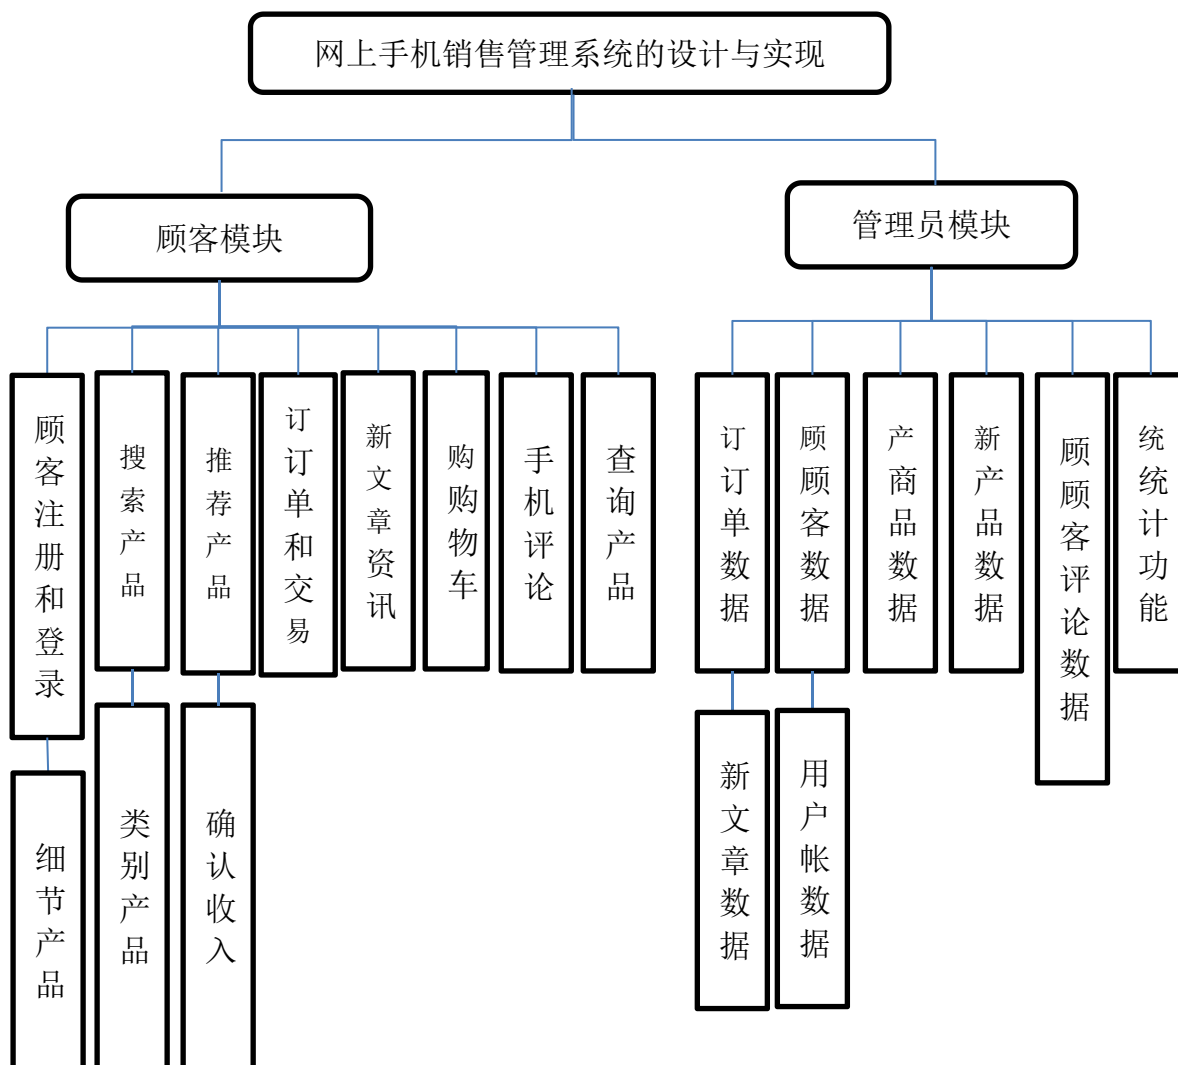 网上手机销售管理系统的设计与实现
顾客模块
管理员模块
顾客注册和登录
搜索产品
推荐产品
订订单和交易
新文章资讯
购购物车
手机评论
查询产品
订订单数据
顾顾客数据
产商品数据
新产品数据
顾顾客评论数据
统统计功能
细节产品
类别产品
确认收入
新文章数据
用户帐数据